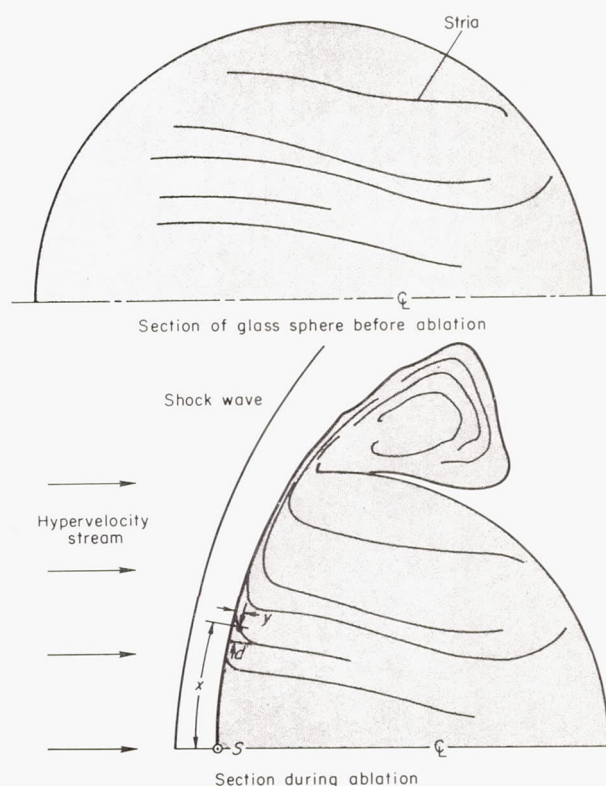 Stria
℄
Section of glass sphere before ablation
Shock wave
Hypervelocity
stream
y
d
x
S
℄
Section during ablation